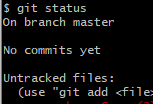 $ git status
On branch master
No commits yet
Untracked files:
(use "git add <file>